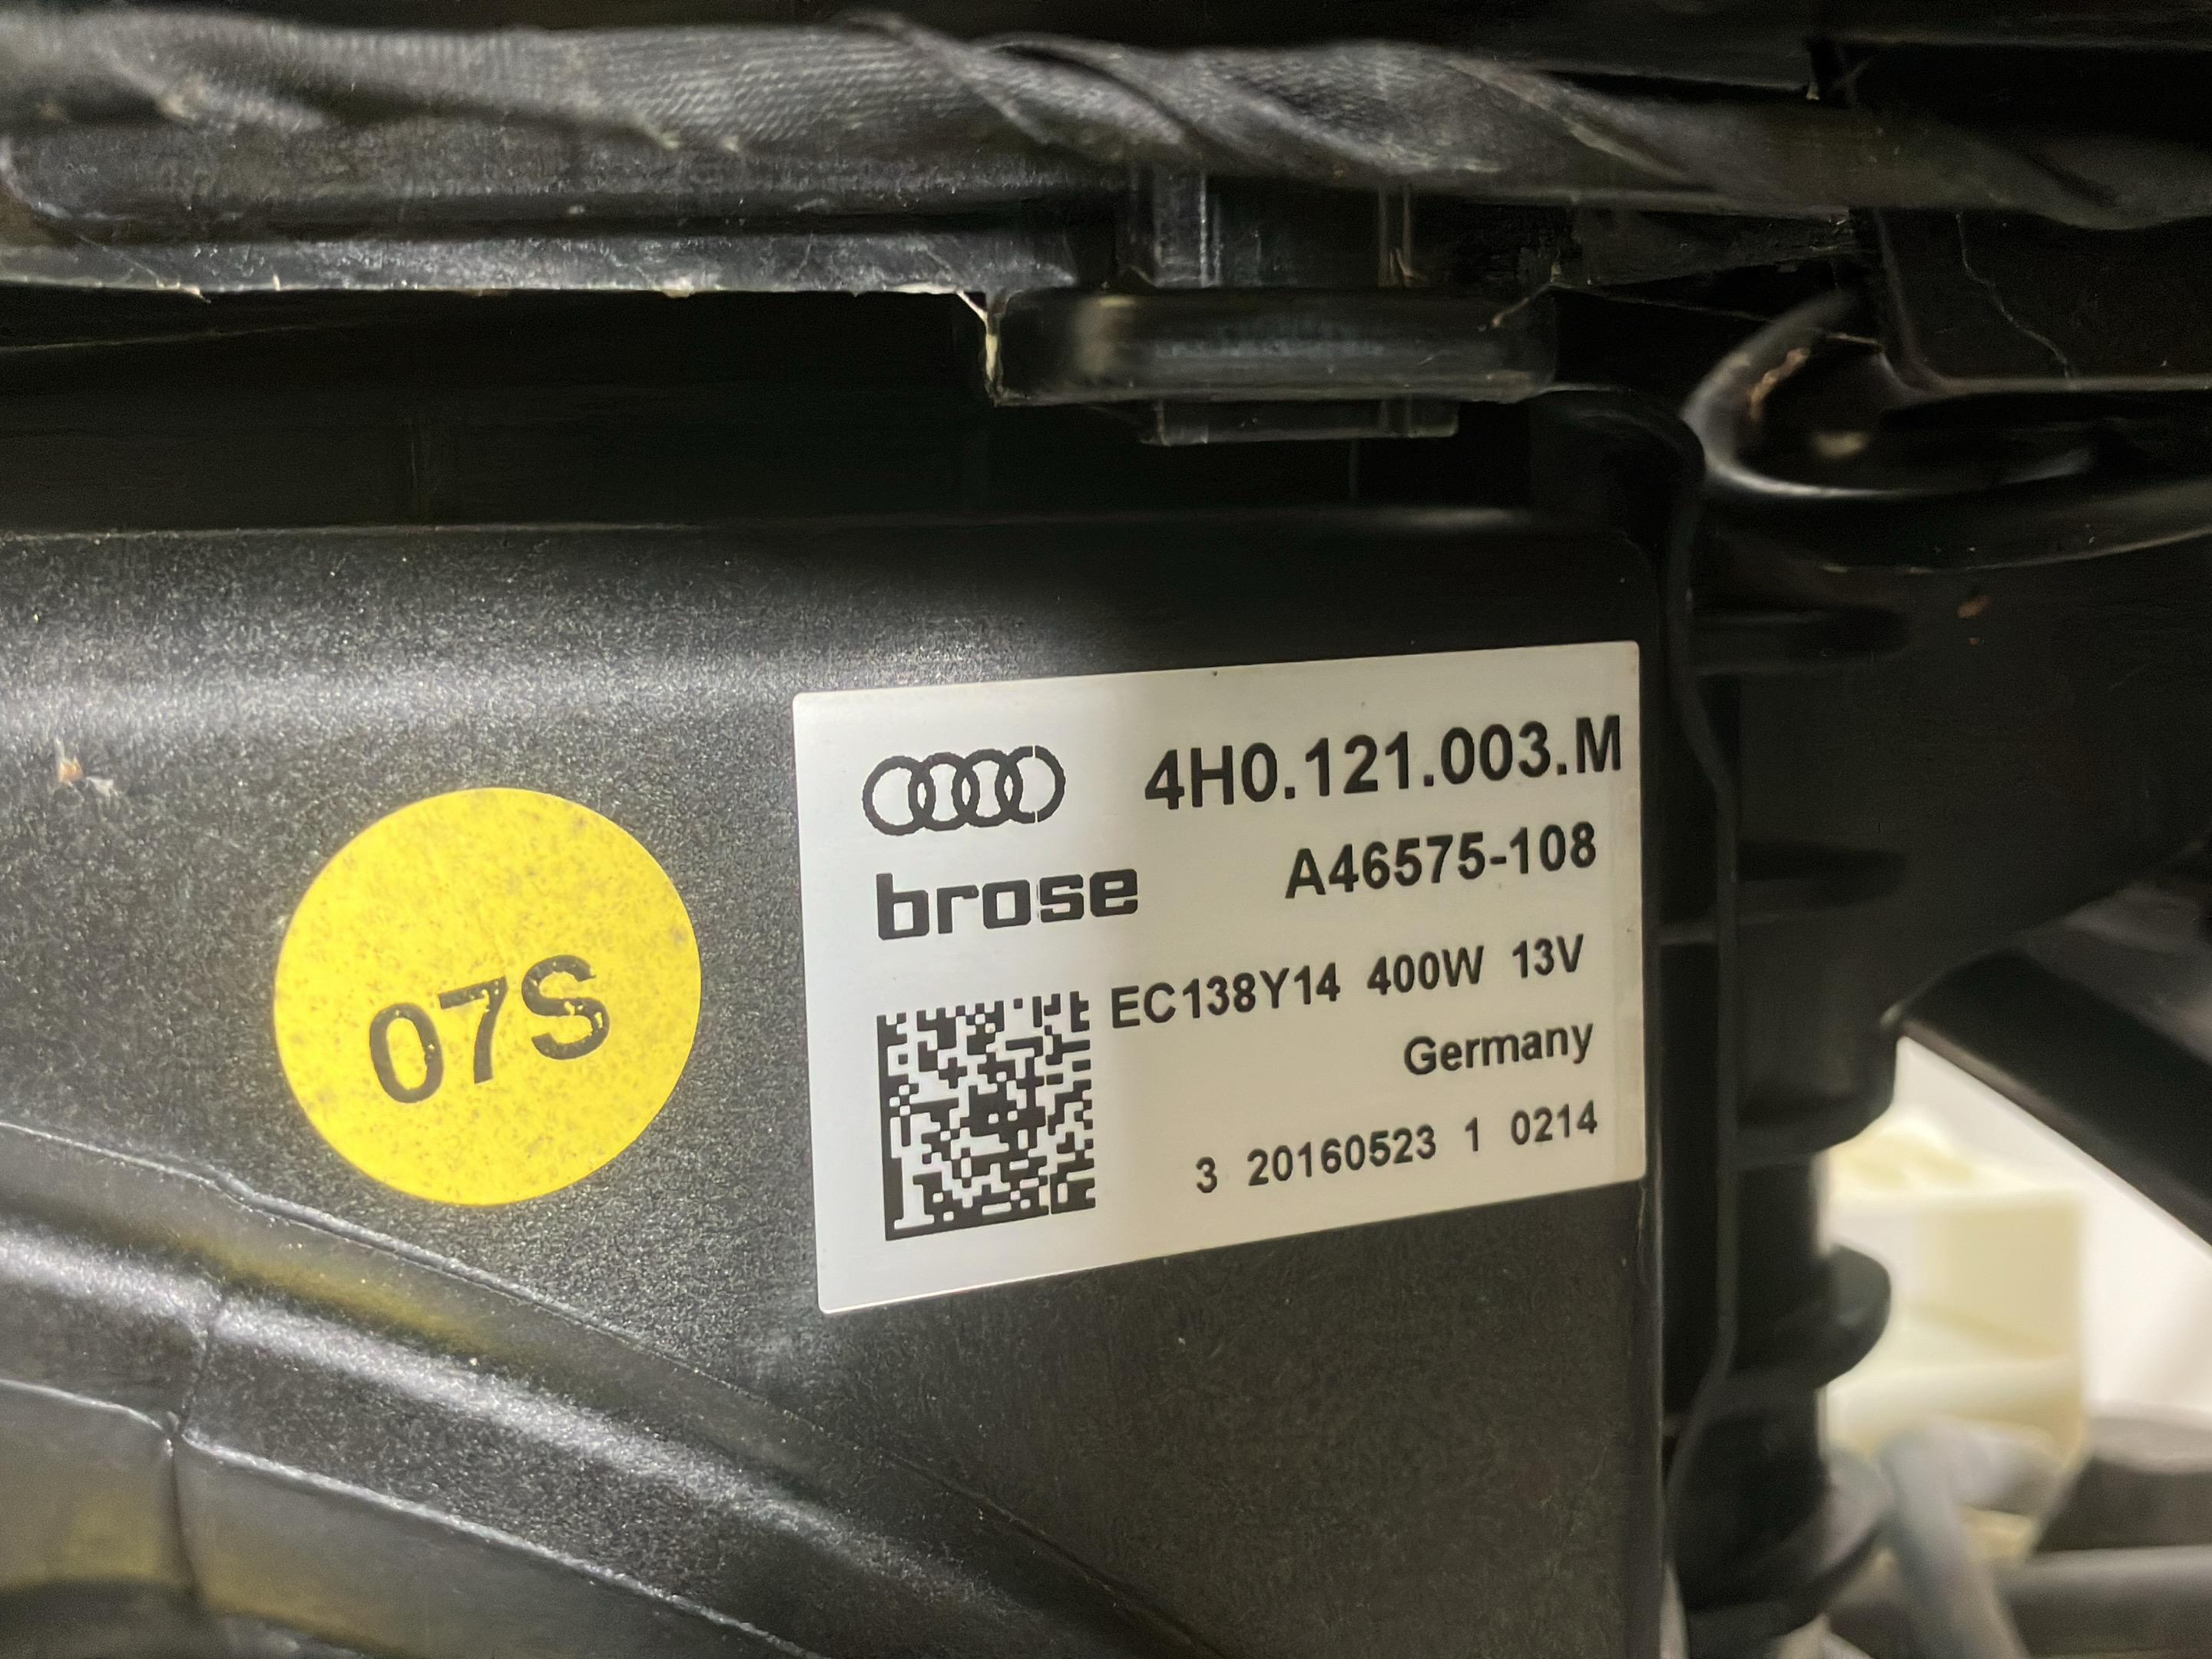 07S
4H0.121.003.M
brose A46575-108
EC138Y14 400W 13V
Germany
3 20160523 1 0214